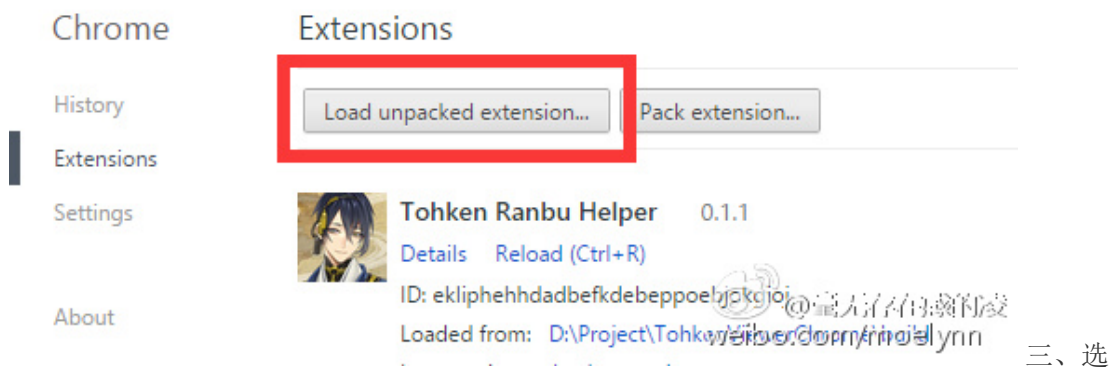 Chrome
Extensions
History
Load unpacked extension...
Pack extension...
Extensions
Settings
Tohken Ranbu Helper 0.1.1
Details Reload (Ctrl+R)
About
Loaded from:
三、选